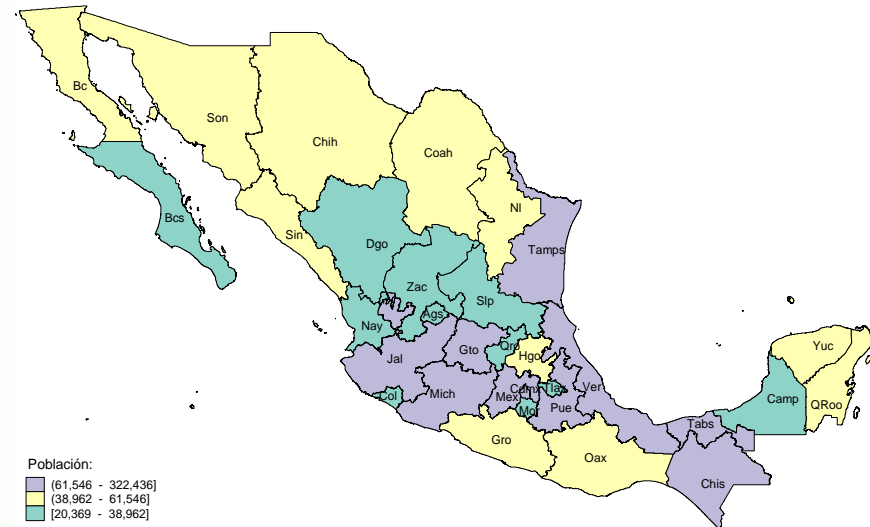 Bc
Son
Chih
Coah
Nl
Bcs
Sin
Dgo
Tamps
Zac
Slp
Nay
Ags
Gto
Qro
Hgo
Yuc
Jal
Col
Mich
Mex
Cdmx
Tlax
Mor
Pue
Ver
Camp
QRoo
Tabs
Gro
Oax
Chis
Población:
(61,546 - 322,436]
(38,962 - 61,546]
[20,369 - 38,962]